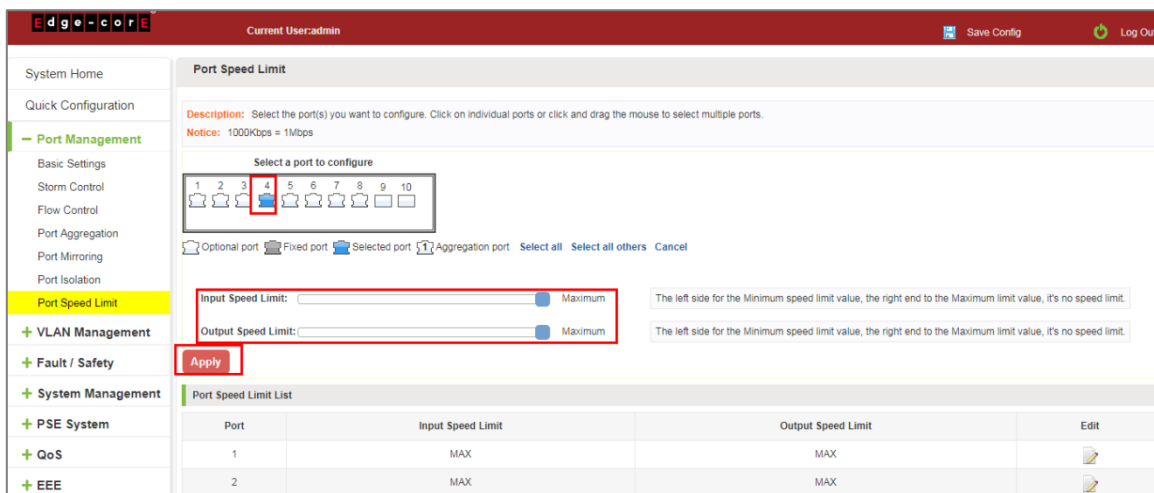 Edge-corE
Current User:admin
Save Config
Log Ou
System Home
Quick Configuration
− Port Management
Basic Settings
Storm Control
Flow Control
Port Aggregation
Port Mirroring
Port Isolation
Port Speed Limit
+ VLAN Management
+ Fault / Safety
+ System Management
+ PSE System
+ QoS
+ EEE
Port Speed Limit
Description: Select the port(s) you want to configure. Click on individual ports or click and drag the mouse to select multiple ports.
Notice: 1000Kbps = 1Mbps
Select a port to configure
1 2 3 4 5 6 7 8 9 10
Optional port Fixed port Selected port 1 Aggregation port Select all Select all others Cancel
Input Speed Limit: Maximum The left side for the Minimum speed limit value, the right end to the Maximum limit value, it's no speed limit.
Output Speed Limit: Maximum The left side for the Minimum speed limit value, the right end to the Maximum limit value, it's no speed limit.
Apply
Port Speed Limit List
Port Input Speed Limit Output Speed Limit Edit
1 MAX MAX
2 MAX MAX